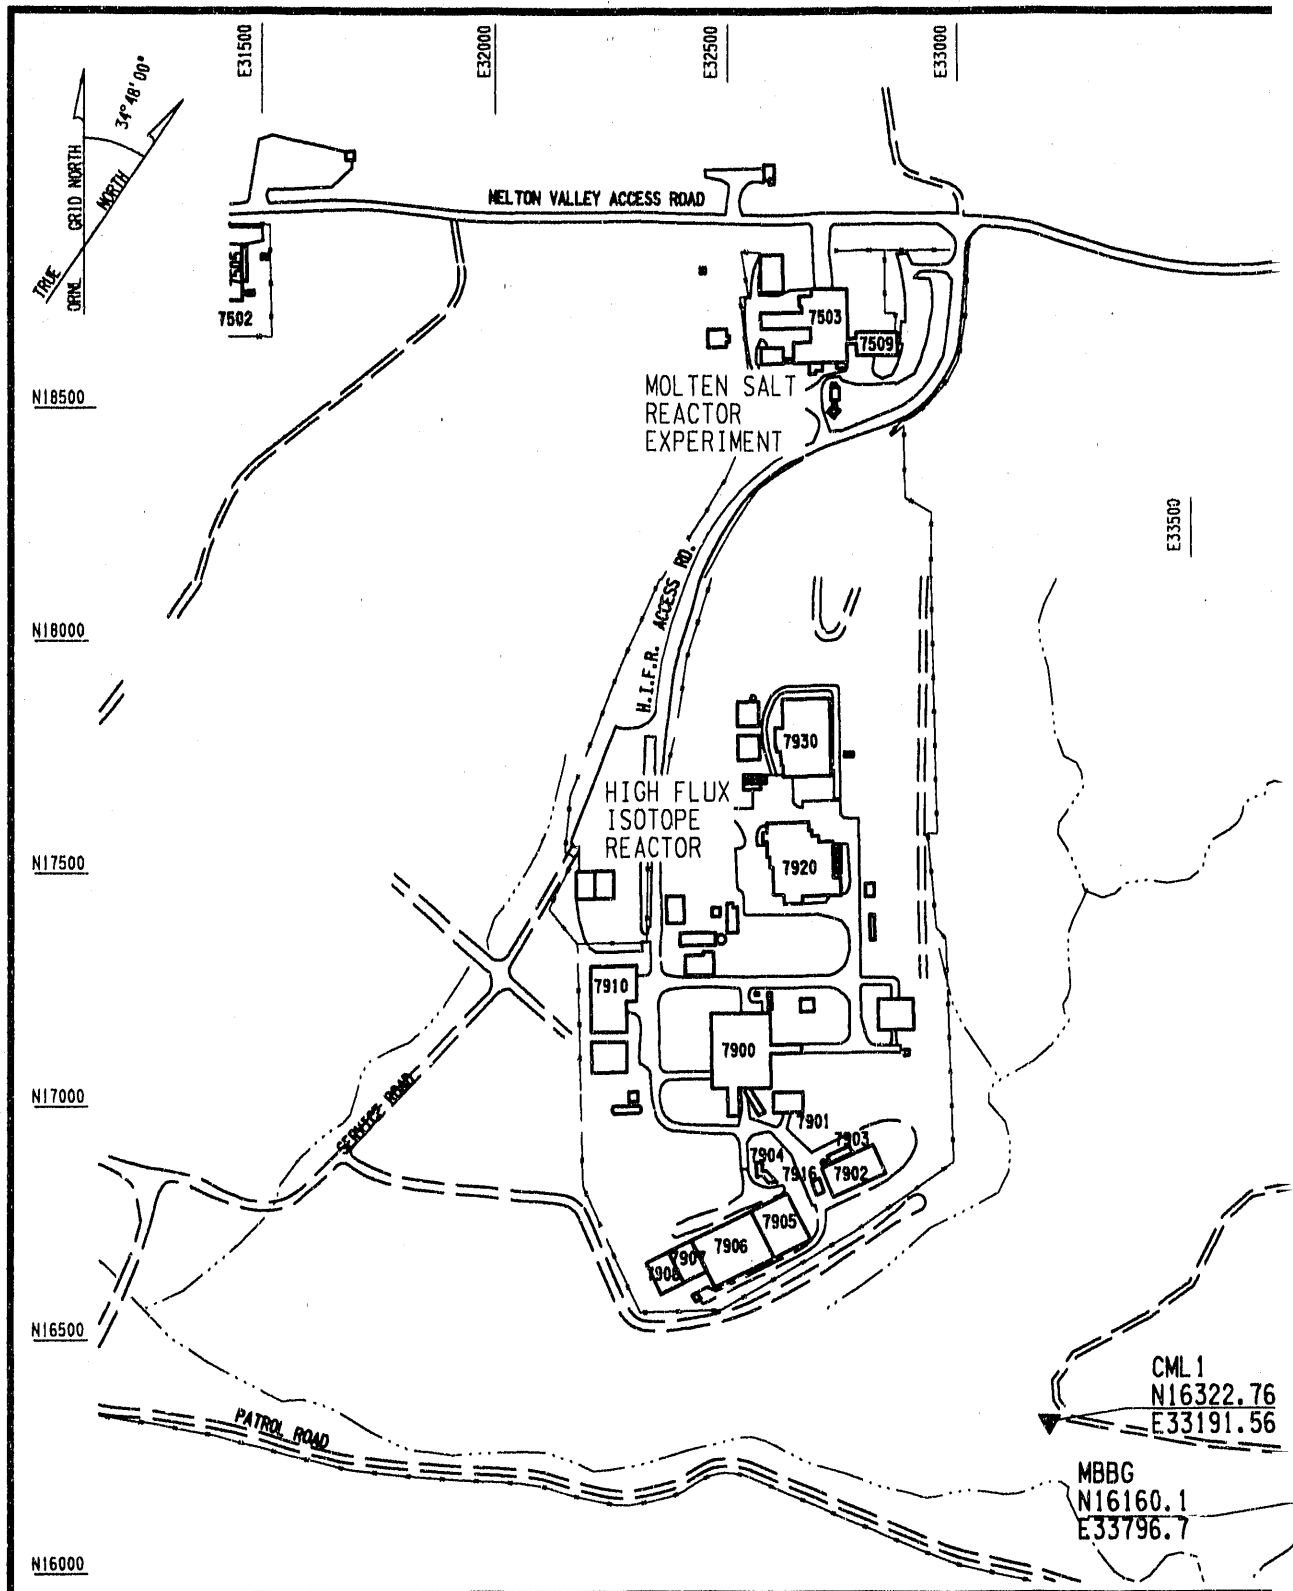 E31500
E32000
E32500
E33000
34° 48' 00"
TRUE NORTH
ORNL GRID NORTH
MELTON VALLEY ACCESS ROAD
7505
7502
7503
7509
N18500
MOLTEN SALT
REACTOR
EXPERIMENT
E33500
N18000
H.I.F.R. ACCESS RD.
7930
HIGH FLUX
ISOTOPE
REACTOR
N17500
7920
7910
7900
N17000
SERVICE ROAD
7901
7903
7904
7916
7902
7905
7906
7907
7908
N16500
CML1
N16322.76
E33191.56
PATROL ROAD
MBBG
N16160.1
E33796.7
N16000